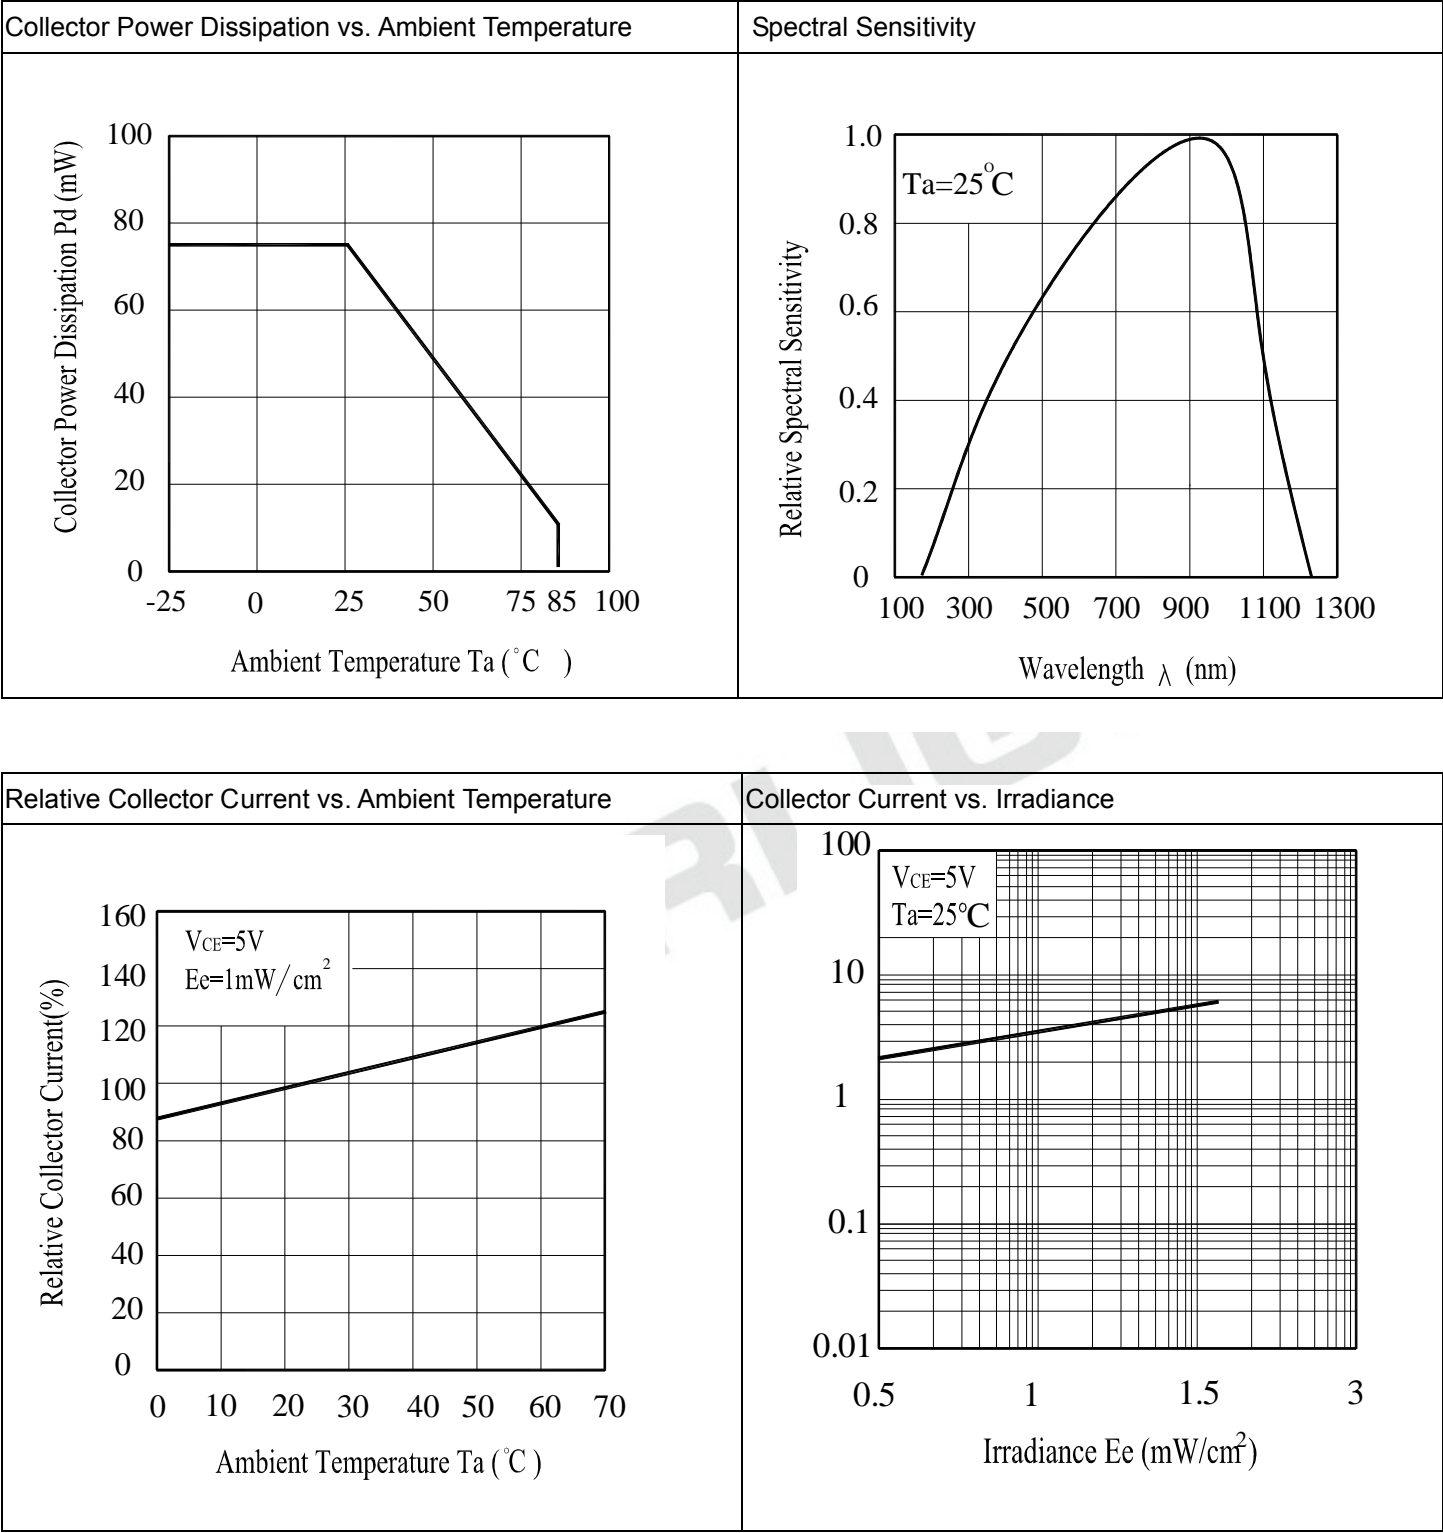 Collector Power Dissipation vs. Ambient Temperature
Collector Power Dissipation Pd (mW)
100
80
60
40
20
0
-25 0 25 50 75 85 100
Ambient Temperature Ta (°C )
Spectral Sensitivity
Relative Spectral Sensitivity
1.0
0.8
0.6
0.4
0.2
0
Ta=25°C
100 300 500 700 900 1100 1300
Wavelength λ (nm)
Relative Collector Current vs. Ambient Temperature
Relative Collector Current(%)
160
140
120
100
80
60
40
20
0
VCE=5V
Ee=1mW/cm²
0 10 20 30 40 50 60 70
Ambient Temperature Ta (℃)
Collector Current vs. Irradiance
100
10
1
0.1
0.01
VCE=5V
Ta=25℃
0.5 1 1.5 3
Irradiance Ee (mW/cm²)